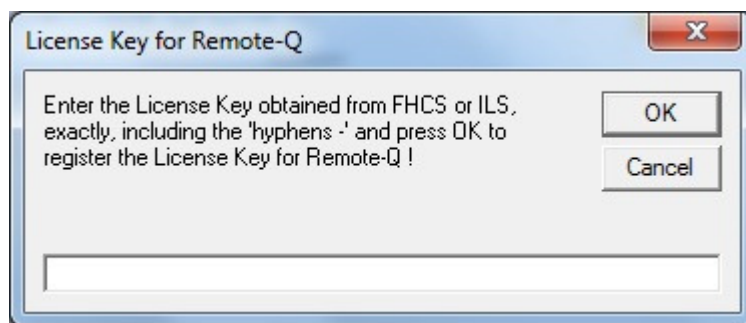 License Key for Remote-Q
Enter the License Key obtained from FHCS or ILS,
exactly, including the 'hyphens -' and press OK to
register the License Key for Remote-Q !
OK
Cancel